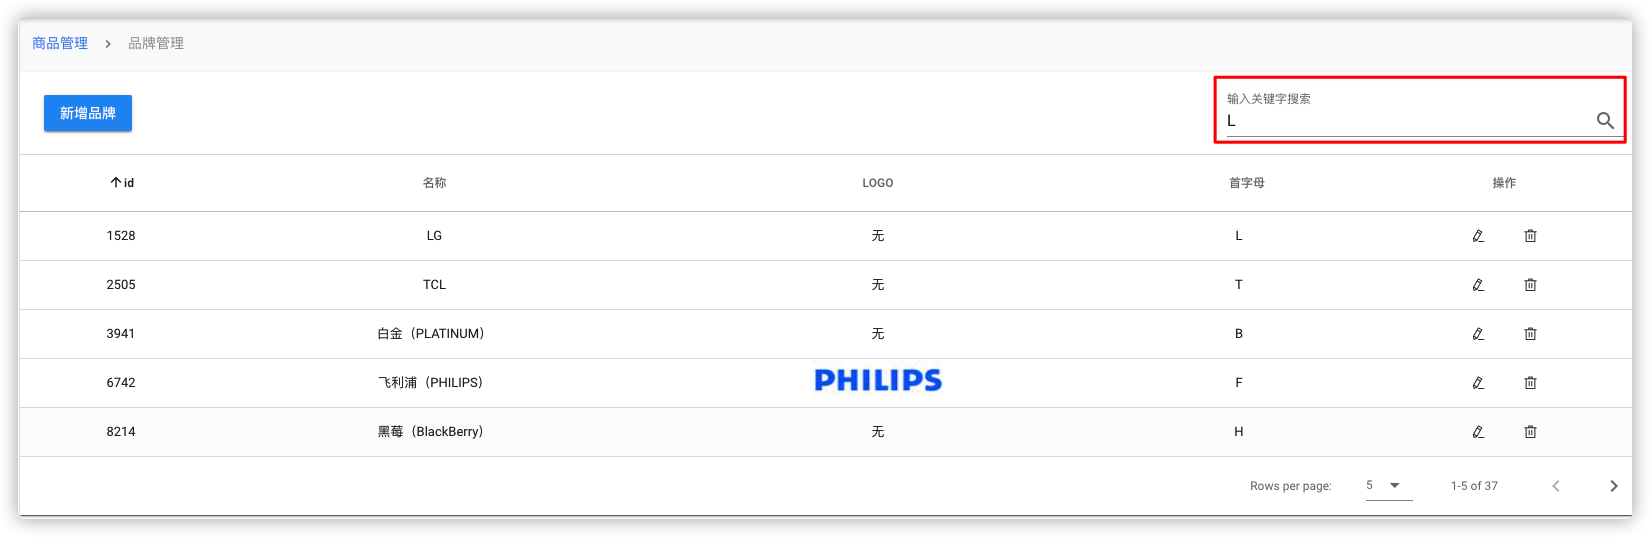 商品管理 > 品牌管理
新增品牌
输入关键字搜索
L
id 名称 LOGO 首字母 操作
1528 LG 无 L
2505 TCL 无 T
3941 白金（PLATINUM） 无 B
6742 飞利浦（PHILIPS） PHILIPS F
8214 黑莓（BlackBerry） 无 H
Rows per page: 5 1-5 of 37